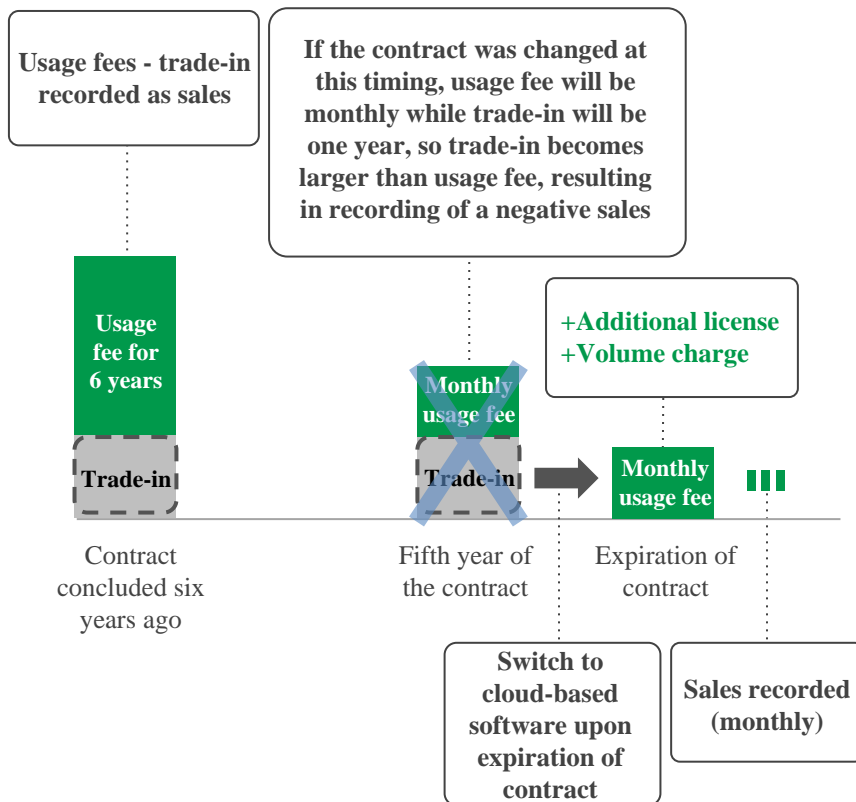 Usage fees - trade-in
recorded as sales
If the contract was changed at
this timing, usage fee will be
monthly while trade-in will be
one year, so trade-in becomes
larger than usage fee, resulting
in recording of a negative sales
Usage
fee for
6 years
Trade-in
Monthly
usage fee
Trade-in
+Additional license
+Volume charge
Monthly
usage fee
Contract
concluded six
years ago
Fifth year of
the contract
Expiration of
contract
Switch to
cloud-based
software upon
expiration of
contract
Sales recorded
(monthly)